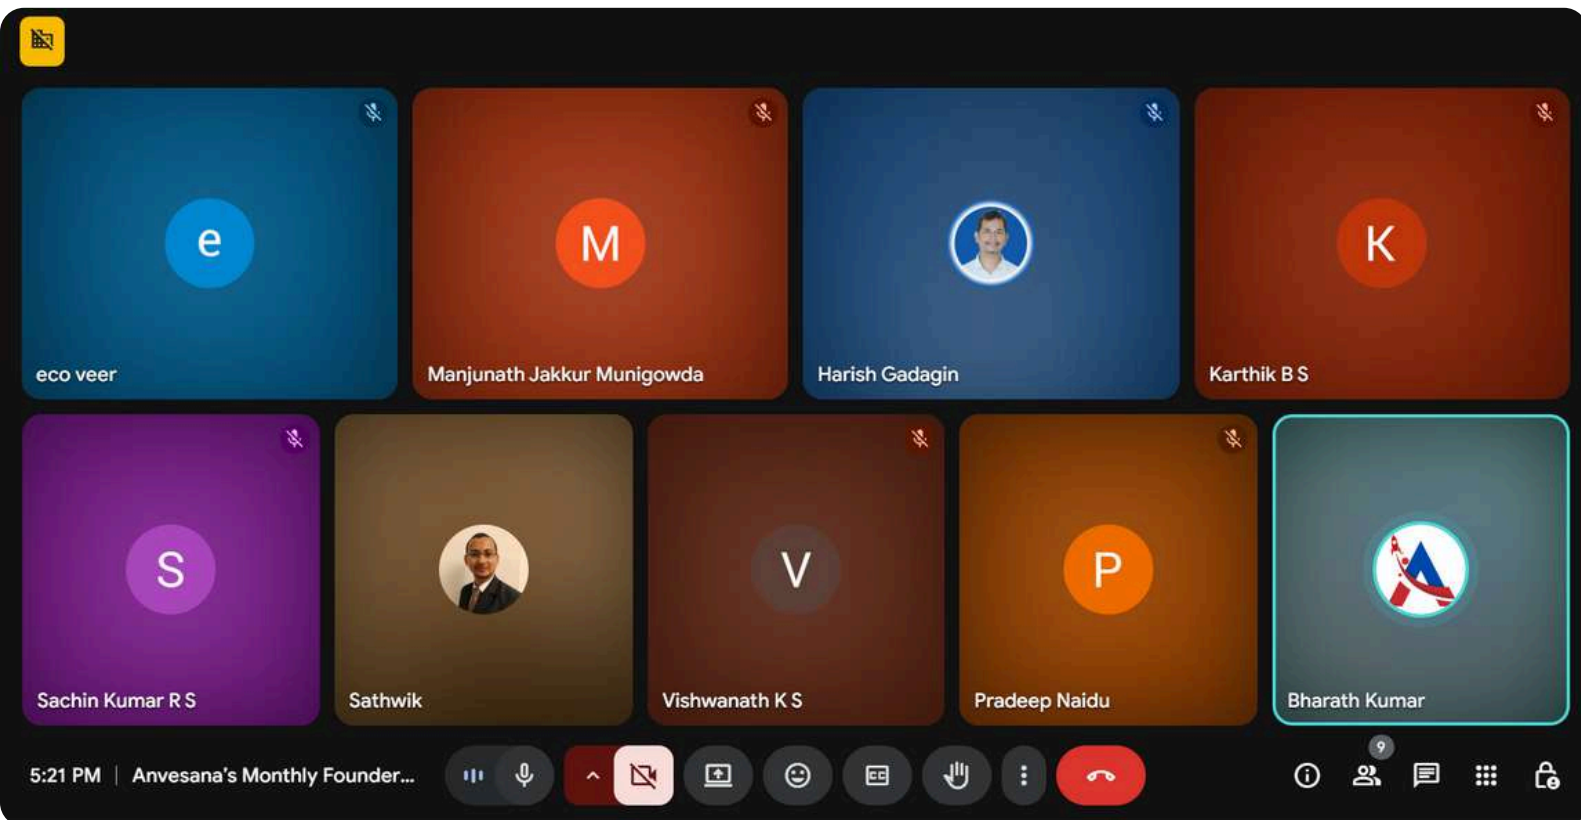 e
M
K
eco veer
Manjunath Jakkur Munigowda
Harish Gadagin
Karthik B S
S
V
P
Sachin Kumar R S
Sathwik
Vishwanath K S
Pradeep Naidu
Bharath Kumar
9
5:21 PM | Anvesana's Monthly Founder...
CC